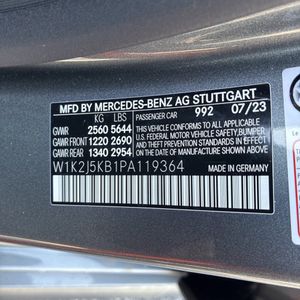 MFD BY MERCEDES-BENZ AG STUTTGART
PASSENGER CAR 992 07/23
KG LBS
GVWR 2560 5644
GAWR FRONT 1220 2690
GAWR REAR 1340 2954
THIS VEHICLE CONFORMS TO ALL APPLICABLE
U.S. FEDERAL MOTOR VEHICLE SAFETY, BUMPER,
AND THEFT PREVENTION STANDARDS IN EFFECT
ON THE DATE OF MANUFACTURE SHOWN ABOVE.
W1K2J5KB1PA119364
MADE IN GERMANY